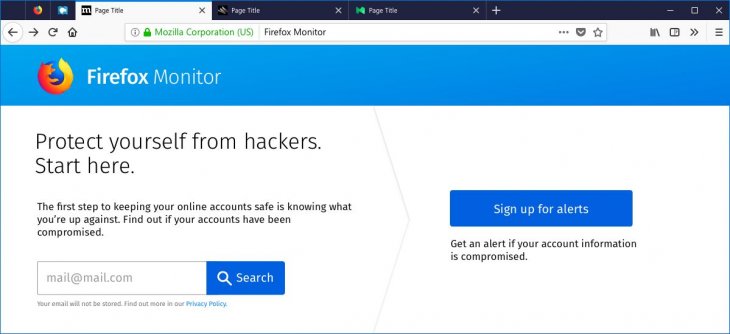 Page Title
Page Title
Page Title
Mozilla Corporation (US)
Firefox Monitor
Firefox Monitor
Protect yourself from hackers.
Start here.
The first step to keeping your online accounts safe is knowing what
you're up against. Find out if your accounts have been
compromised.
mail@mail.com
Search
Your email will not be stored. Find out more in our Privacy Policy.
Sign up for alerts
Get an alert if your account information
is compromised.